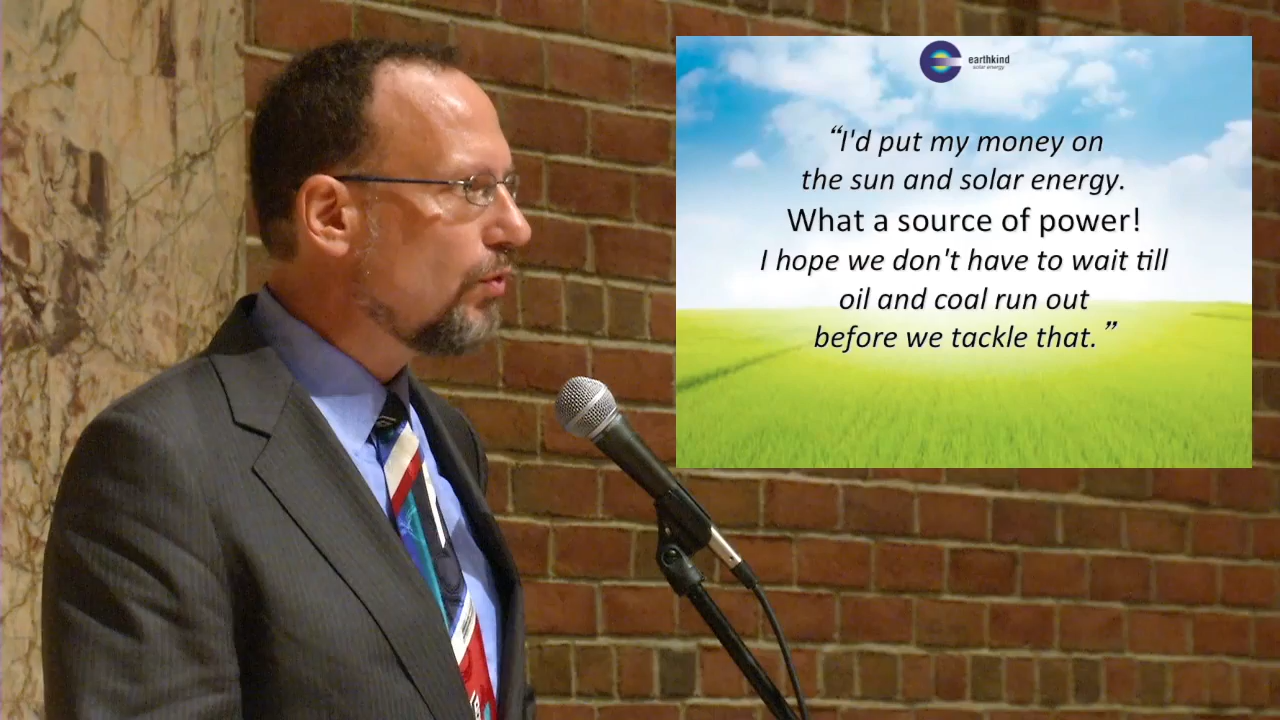 earthkind
solar energy
“I'd put my money on
the sun and solar energy.
What a source of power!
I hope we don't have to wait till
oil and coal run out
before we tackle that.”